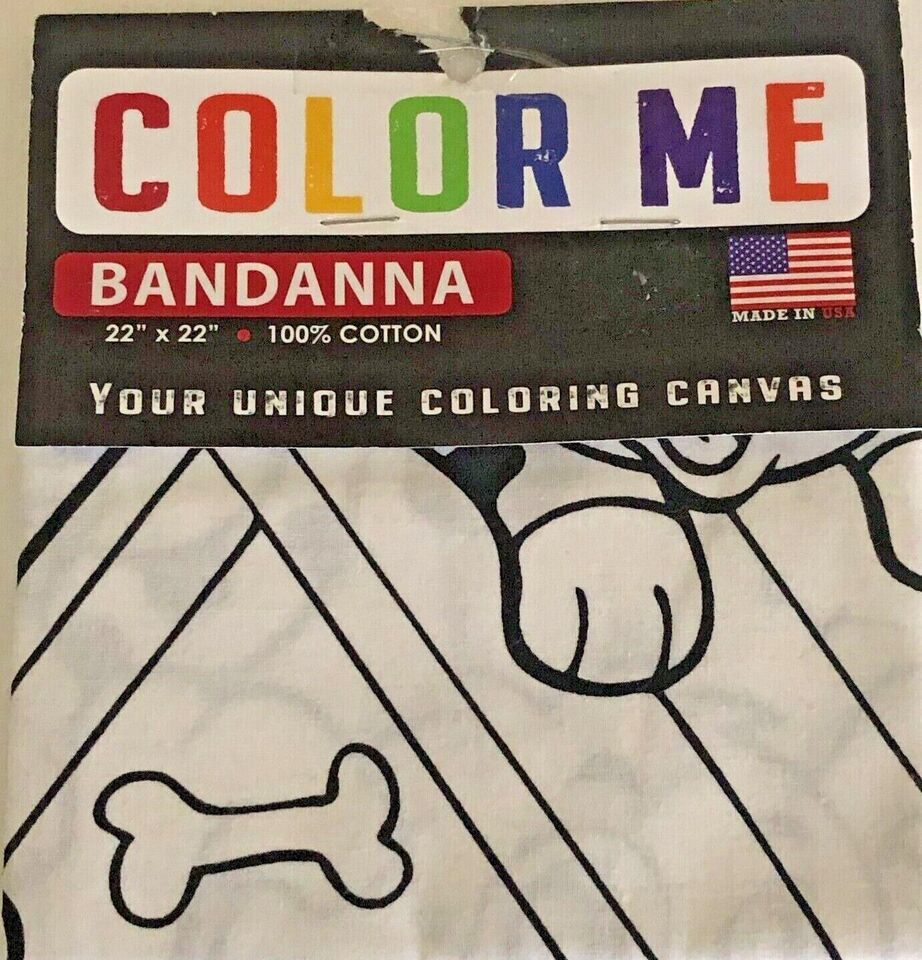 COLOR ME
BANDANNA
22" x 22" • 100% COTTON
MADE IN USA
YOUR UNIQUE COLORING CANVAS